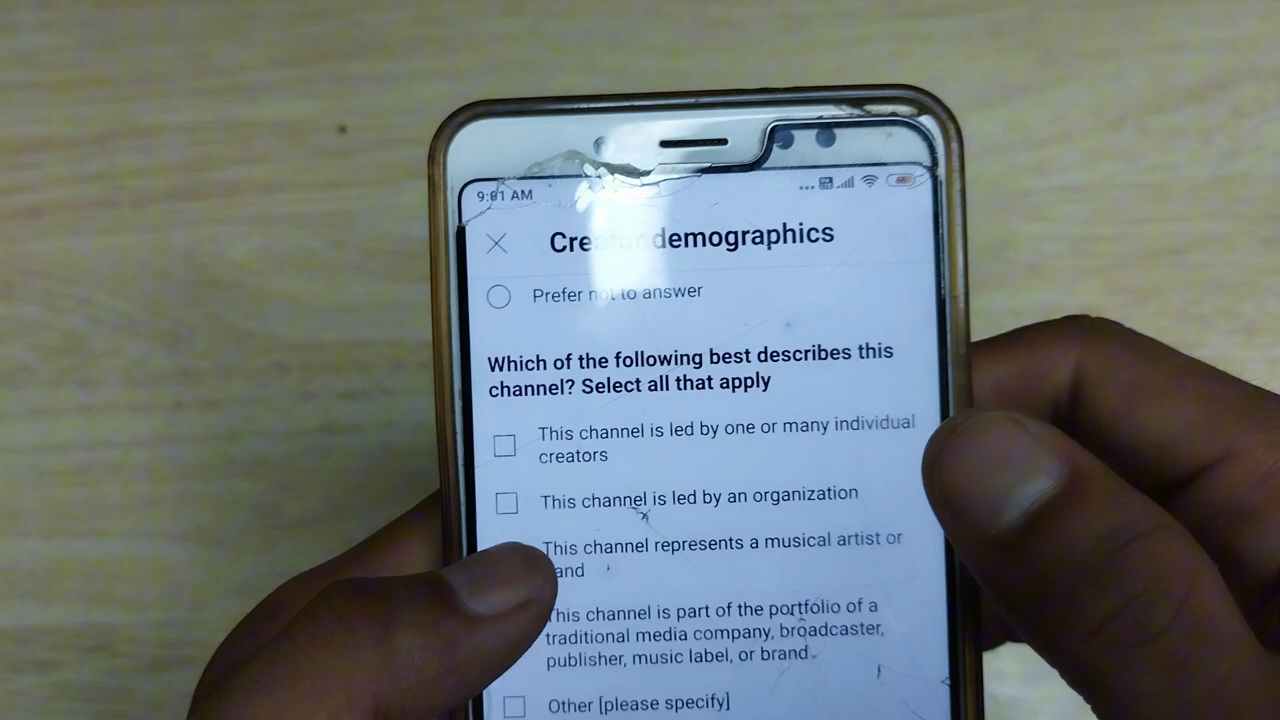 9:01 AM
Creator demographics
Prefer not to answer
Which of the following best describes this
channel? Select all that apply
This channel is led by one or many individual
creators
This channel is led by an organization
This channel represents a musical artist or
and
This channel is part of the portfolio of a
traditional media company, broadcaster,
publisher, music label, or brand
Other [please specify]